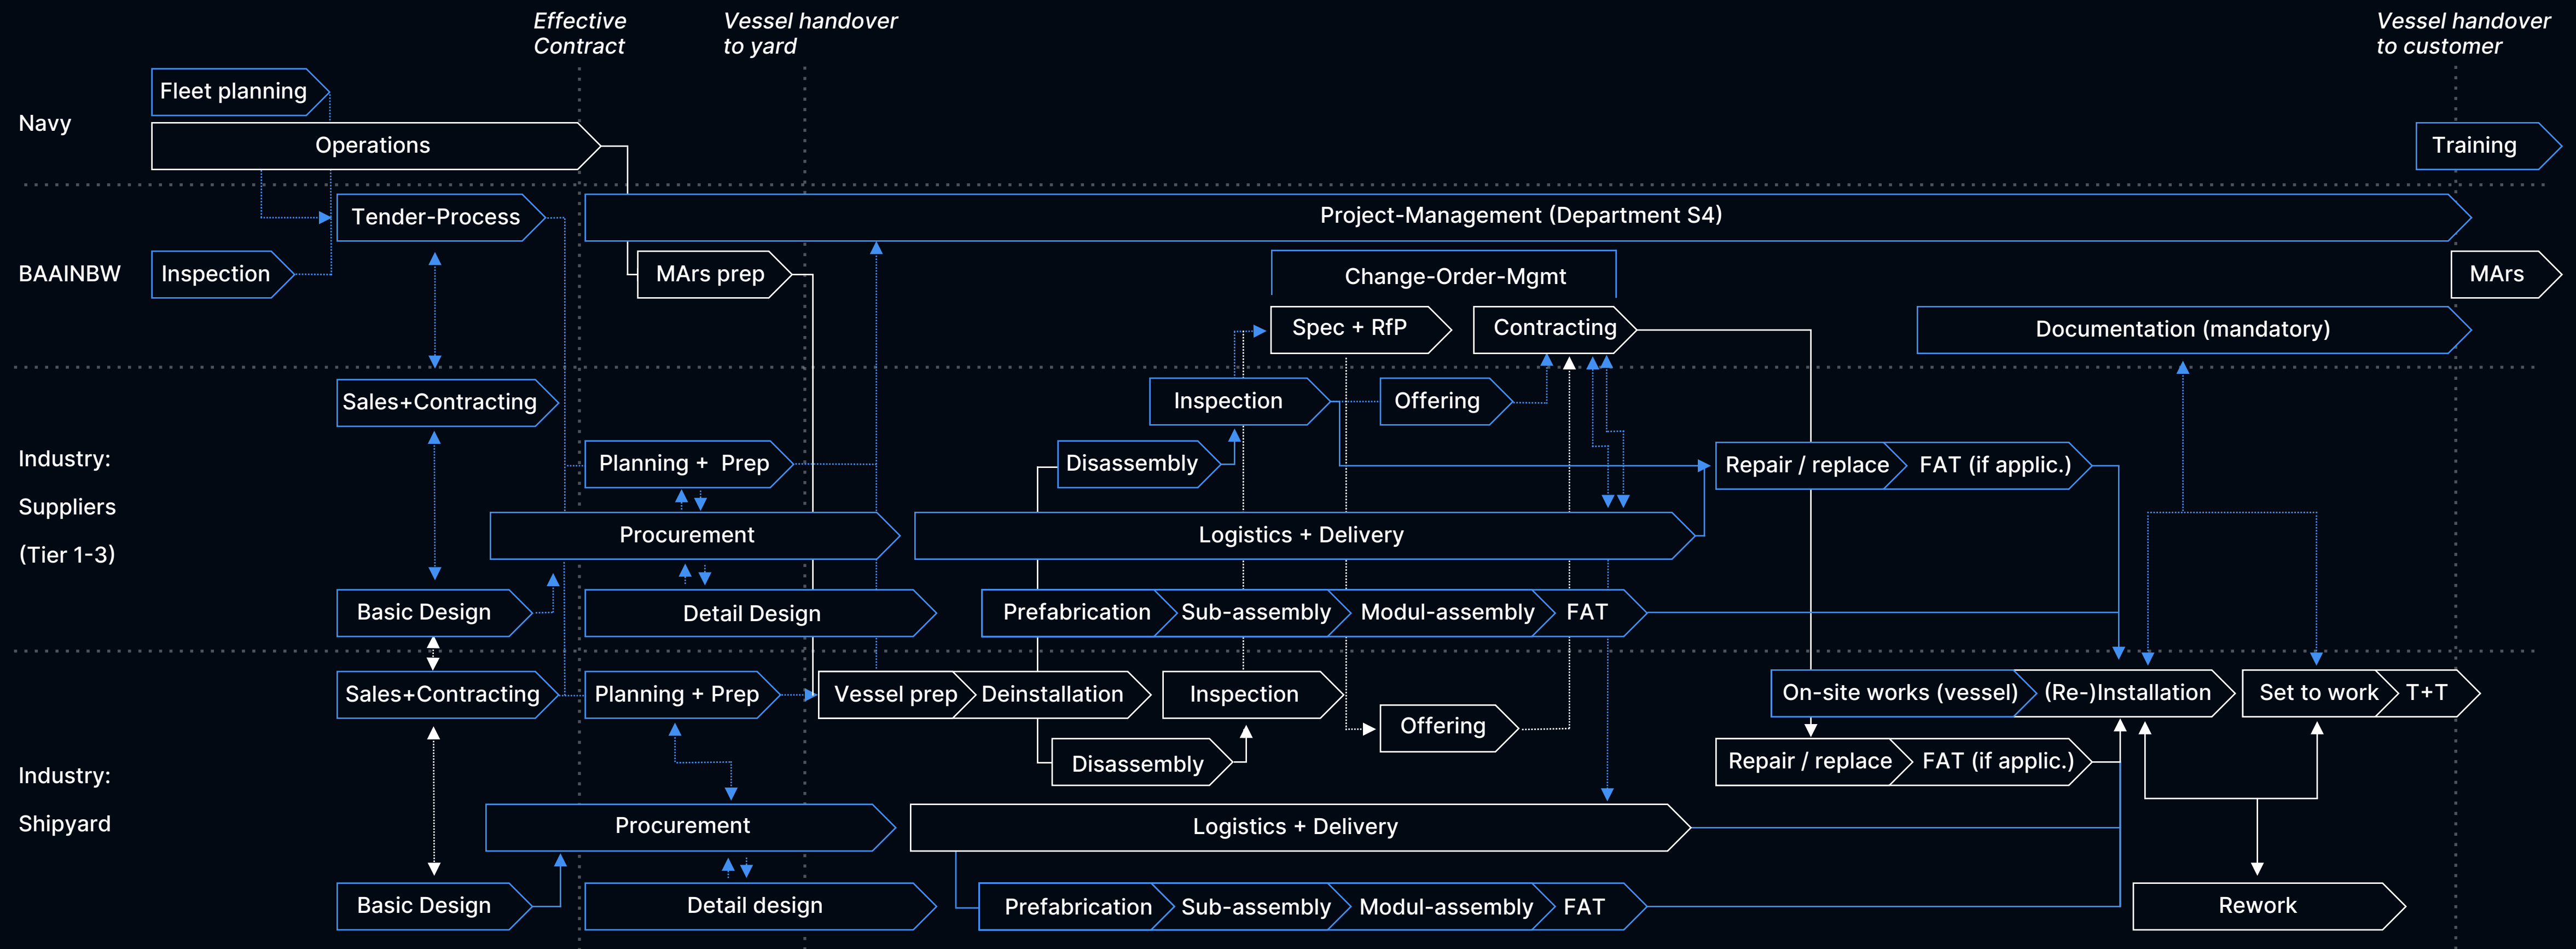 Effective
Contract
Vessel handover
to yard
Vessel handover
to customer
Navy
Fleet planning
Operations
Training
BAAINBW
Tender-Process
Project-Management (Department S4)
Inspection
MArs prep
Change-Order-Mgmt
MArs
Spec + RfP
Contracting
Documentation (mandatory)
Industry:
Suppliers
(Tier 1-3)
Sales+Contracting
Inspection
Offering
Planning + Prep
Disassembly
Repair / replace
FAT (if applic.)
Procurement
Logistics + Delivery
Basic Design
Detail Design
Prefabrication
Sub-assembly
Modul-assembly
FAT
Industry:
Shipyard
Sales+Contracting
Planning + Prep
Vessel prep
Deinstallation
Inspection
Offering
On-site works (vessel)
(Re-)Installation
Set to work
T+T
Disassembly
Repair / replace
FAT (if applic.)
Procurement
Logistics + Delivery
Basic Design
Detail design
Prefabrication
Sub-assembly
Modul-assembly
FAT
Rework